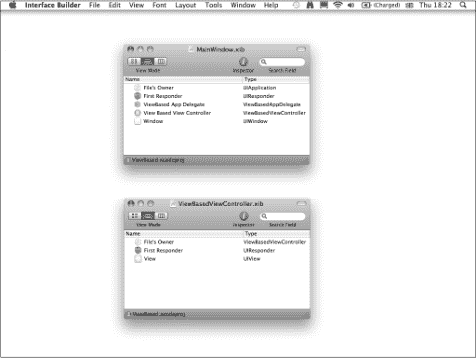 Interface Builder File Edit View Font Layout Tools Window Help (Charged) Thu 18:22
MainWindow.xib
View Mode Inspector Search Field
Name Type
File's Owner UIApplication
First Responder UIResponder
ViewBased App Delegate ViewBasedAppDelegate
View Based View Controller ViewBasedViewController
Window UIWindow
ViewBased.xcodeproj
ViewBasedViewController.xib
View Mode Inspector Search Field
Name Type
File's Owner ViewBasedViewController
First Responder UIResponder
View UIView
ViewBased.xcodeproj